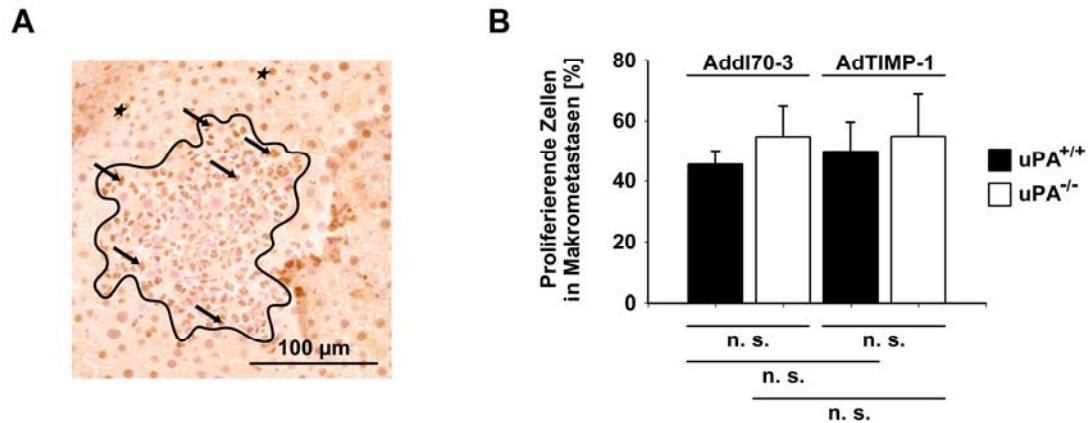 A
100 µm
B
Proliferierende Zellen
in Makrometastasen [%]
80
60
40
20
0
Addl70-3
AdTIMP-1
uPA+/+
uPA-/-
n. s.
n. s.
n. s.
n. s.